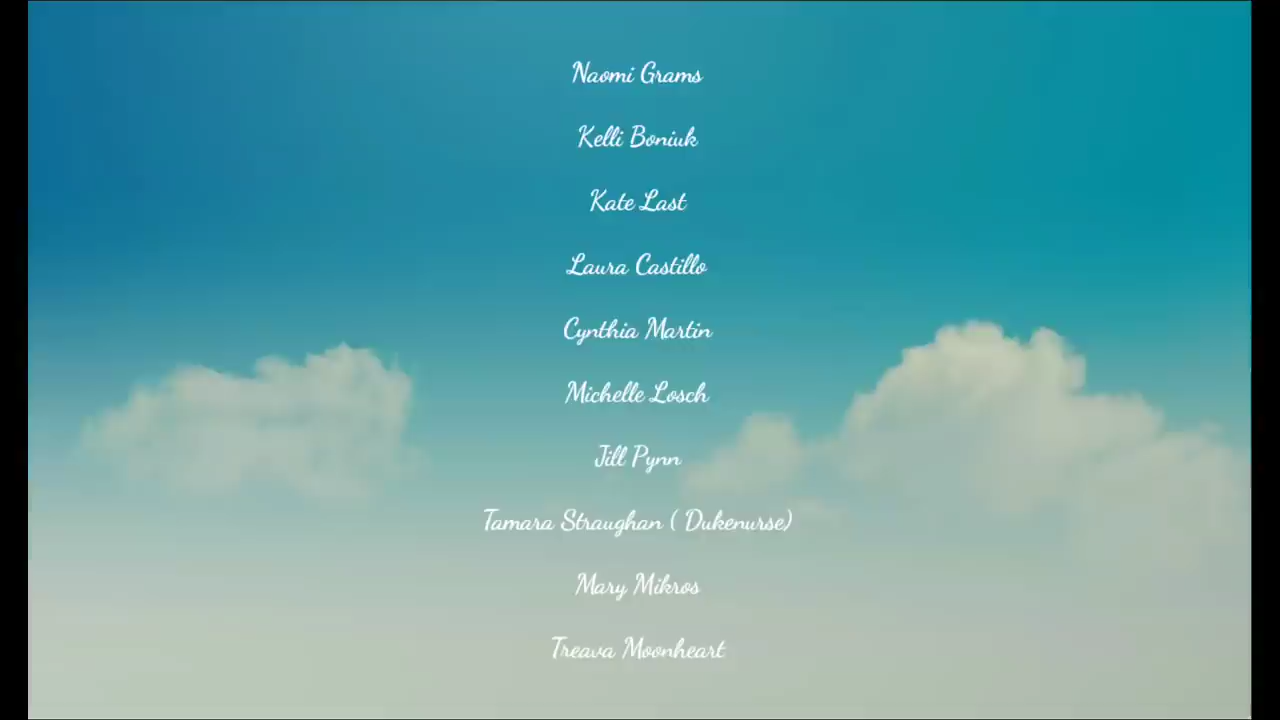 Naomi Grams
Kelli Boniuk
Kate Last
Laura Castillo
Cynthia Martin
Michelle Losch
Jill Pynn
Tamara Straughan ( Dukenurse)
Mary Mikros
Treava Moonheart